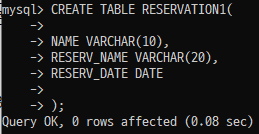 mysql> CREATE TABLE RESERVATION1(
    ->
    -> NAME VARCHAR(10),
    -> RESERV_NAME VARCHAR(20),
    -> RESERV_DATE DATE
    ->
    -> );
Query OK, 0 rows affected (0.08 sec)